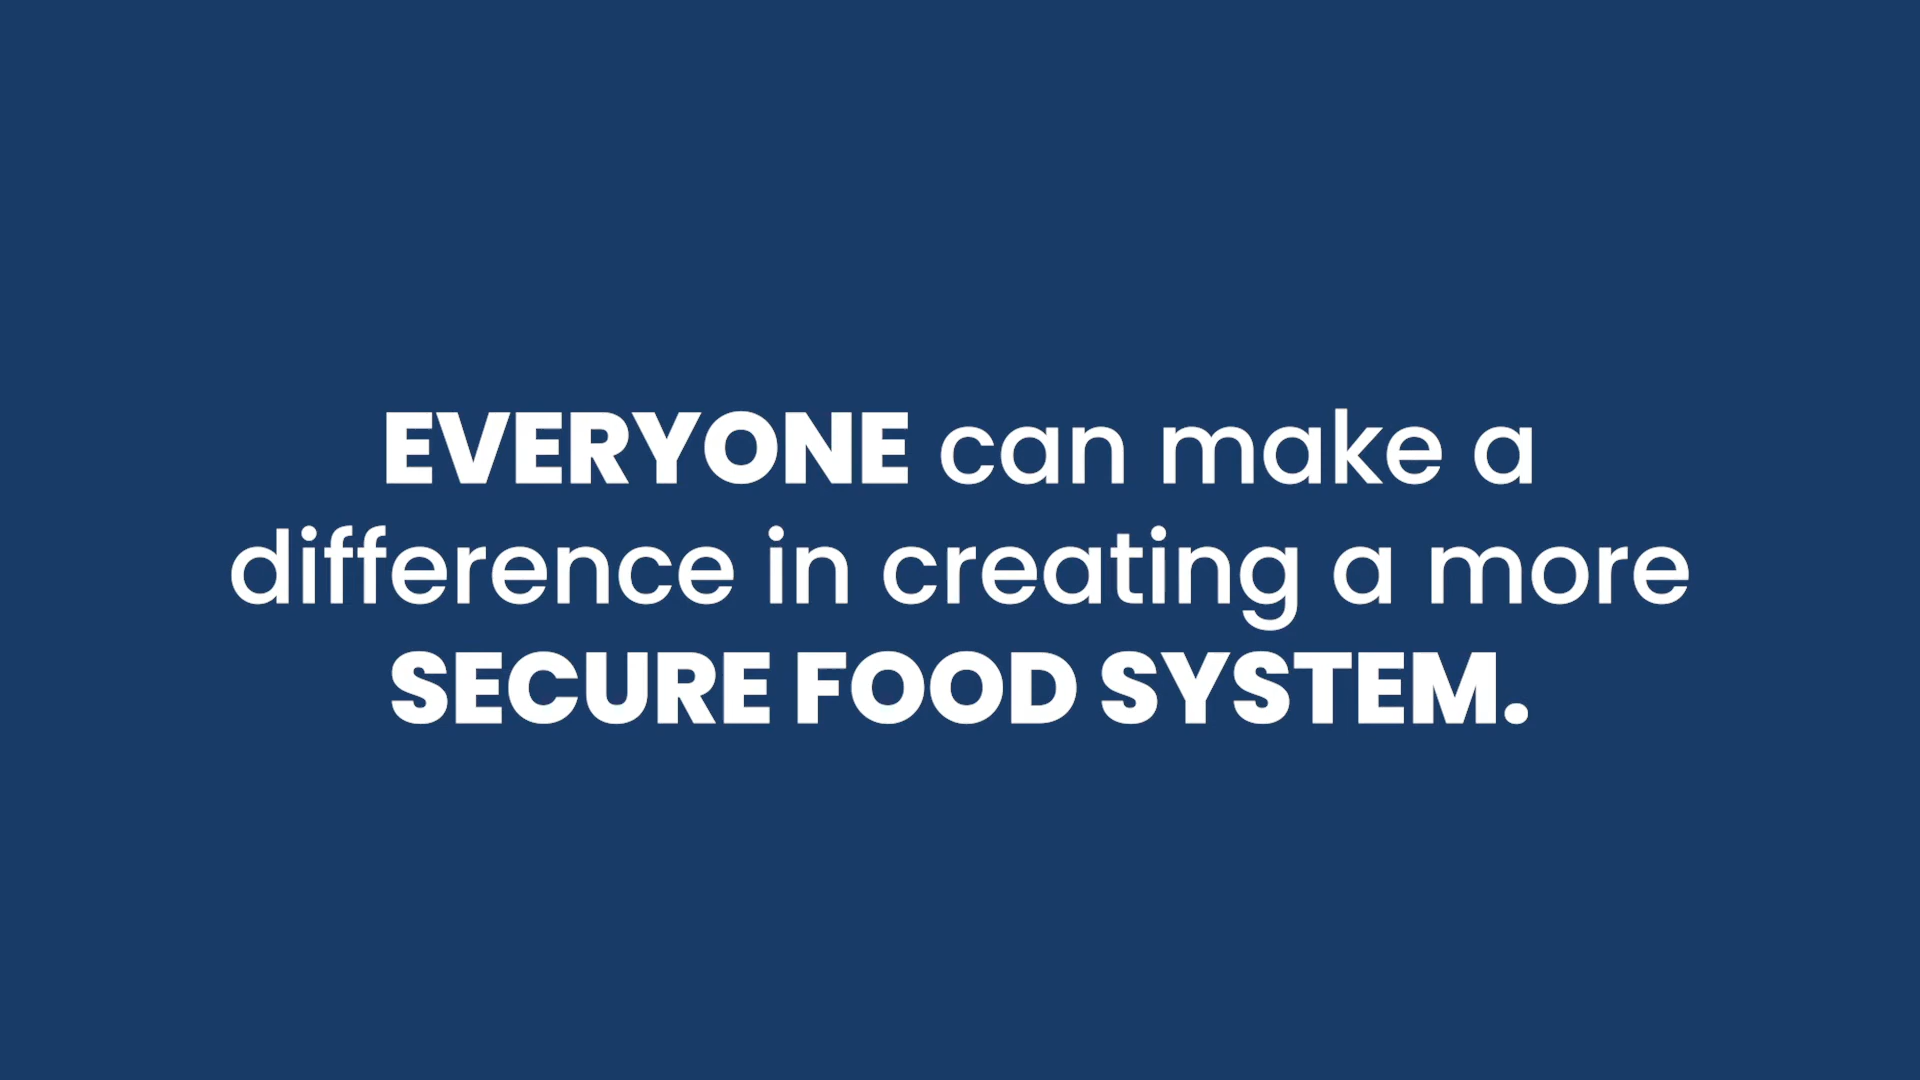 EVERYONE can make a
difference in creating a more
SECURE FOOD SYSTEM.